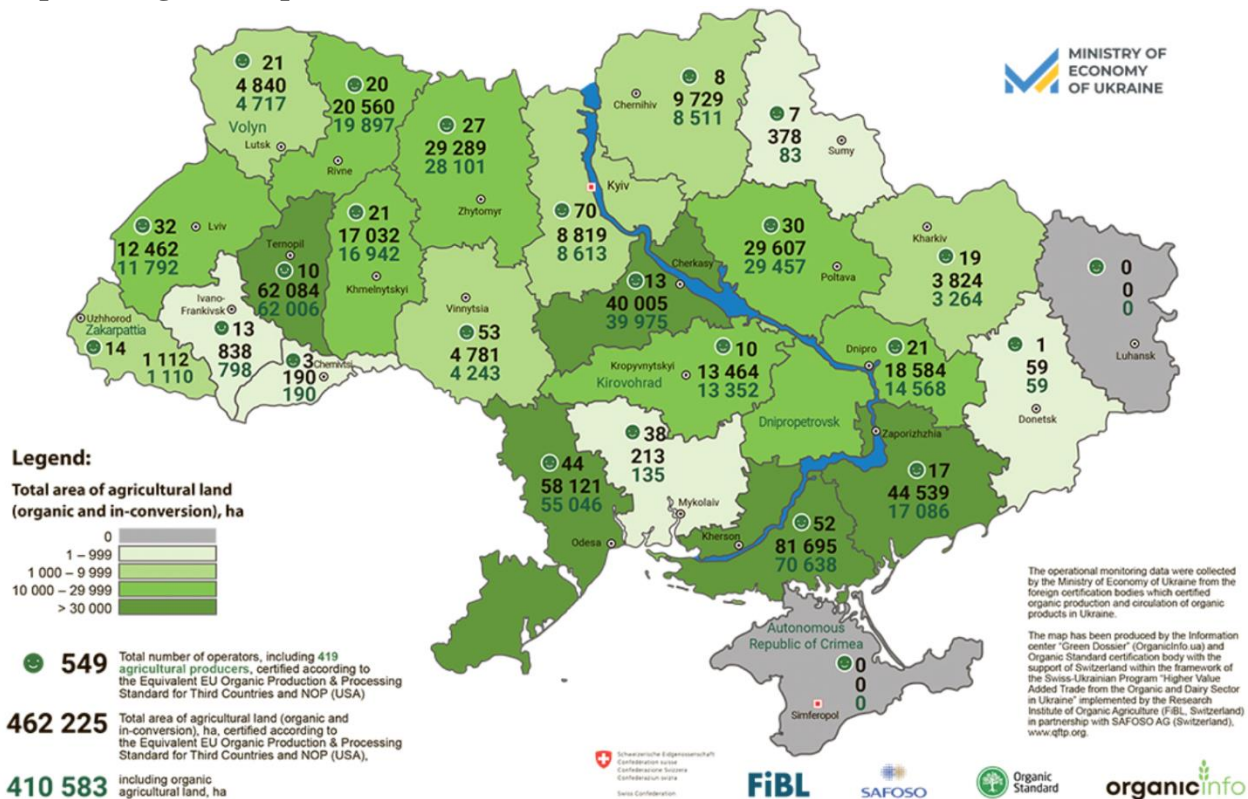 MINISTRY OF
ECONOMY
OF UKRAINE
21
4 840
4 717
Volyn
Lutsk
20
20 560
19 897
Rivne
27
29 289
28 101
Zhytomyr
70
8 819
8 613
Kyiv
8
9 729
8 511
Chernihiv
7
378
83
Sumy
32
12 462
11 792
Lviv
Ternopil
10
62 084
62 006
21
17 032
16 942
Khmelnytskyi
Vinnytsia
53
4 781
4 243
Cherkasy
13
40 005
39 975
30
29 607
29 457
Poltava
Kharkiv
19
3 824
3 264
0
0
0
Luhansk
Uzhhorod
Zakarpattia
14
1 112
1 110
Ivano-
Frankivsk
13
838
798
3
190
190
Chernivtsi
10
Kropyvnytskyi
13 464
Kirovohrad
13 352
Dnipro
21
18 584
14 568
Dnipropetrovsk
1
59
59
Donetsk
44
58 121
55 046
Odesa
38
213
135
Mykolaiv
Kherson
52
81 695
70 638
Zaporizhzhia
17
44 539
17 086
Autonomous
Republic of Crimea
0
0
0
Simferopol
Legend:
Total area of agricultural land
(organic and in-conversion), ha
0
1 – 999
1 000 – 9 999
10 000 – 29 999
> 30 000
549
Total number of operators, including 419
agricultural producers, certified according to
the Equivalent EU Organic Production & Processing
Standard for Third Countries and NOP (USA)
462 225
Total area of agricultural land (organic and
in-conversion), ha, certified according to
the Equivalent EU Organic Production & Processing
Standard for Third Countries and NOP (USA),
410 583
including organic
agricultural land, ha
The operational monitoring data were collected
by the Ministry of Economy of Ukraine from the
foreign certification bodies which certified
organic production and circulation of organic
products in Ukraine.
The map has been produced by the Information
center "Green Dossier" (OrganicInfo.ua) and
Organic Standard certification body with the
support of Switzerland within the framework of
the Swiss-Ukrainian Program "Higher Value
Added Trade from the Organic and Dairy Sector
in Ukraine" implemented by the Research
Institute of Organic Agriculture (FiBL, Switzerland)
in partnership with SAFOSO AG (Switzerland),
www.qftp.org.
Schweizerische Eidgenossenschaft
Confédération suisse
Confederazione Svizzera
Confederaziun svizra
Swiss Confederation
FiBL
SAFOSO
Organic
Standard
organicinfo